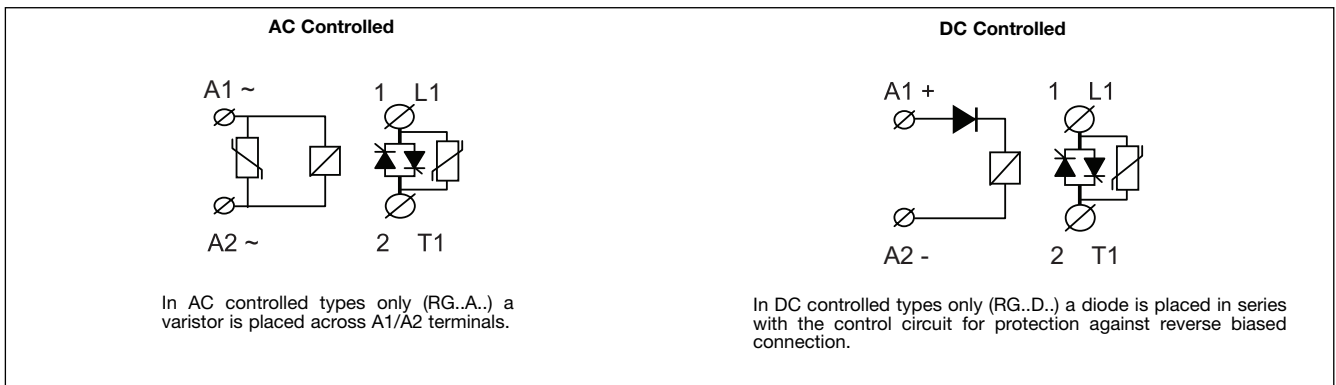 AC Controlled
A1 ~
1 L1
A2 ~
2 T1
In AC controlled types only (RG..A..) a
varistor is placed across A1/A2 terminals.
DC Controlled
A1 +
1 L1
A2 -
2 T1
In DC controlled types only (RG..D..) a diode is placed in series
with the control circuit for protection against reverse biased
connection.